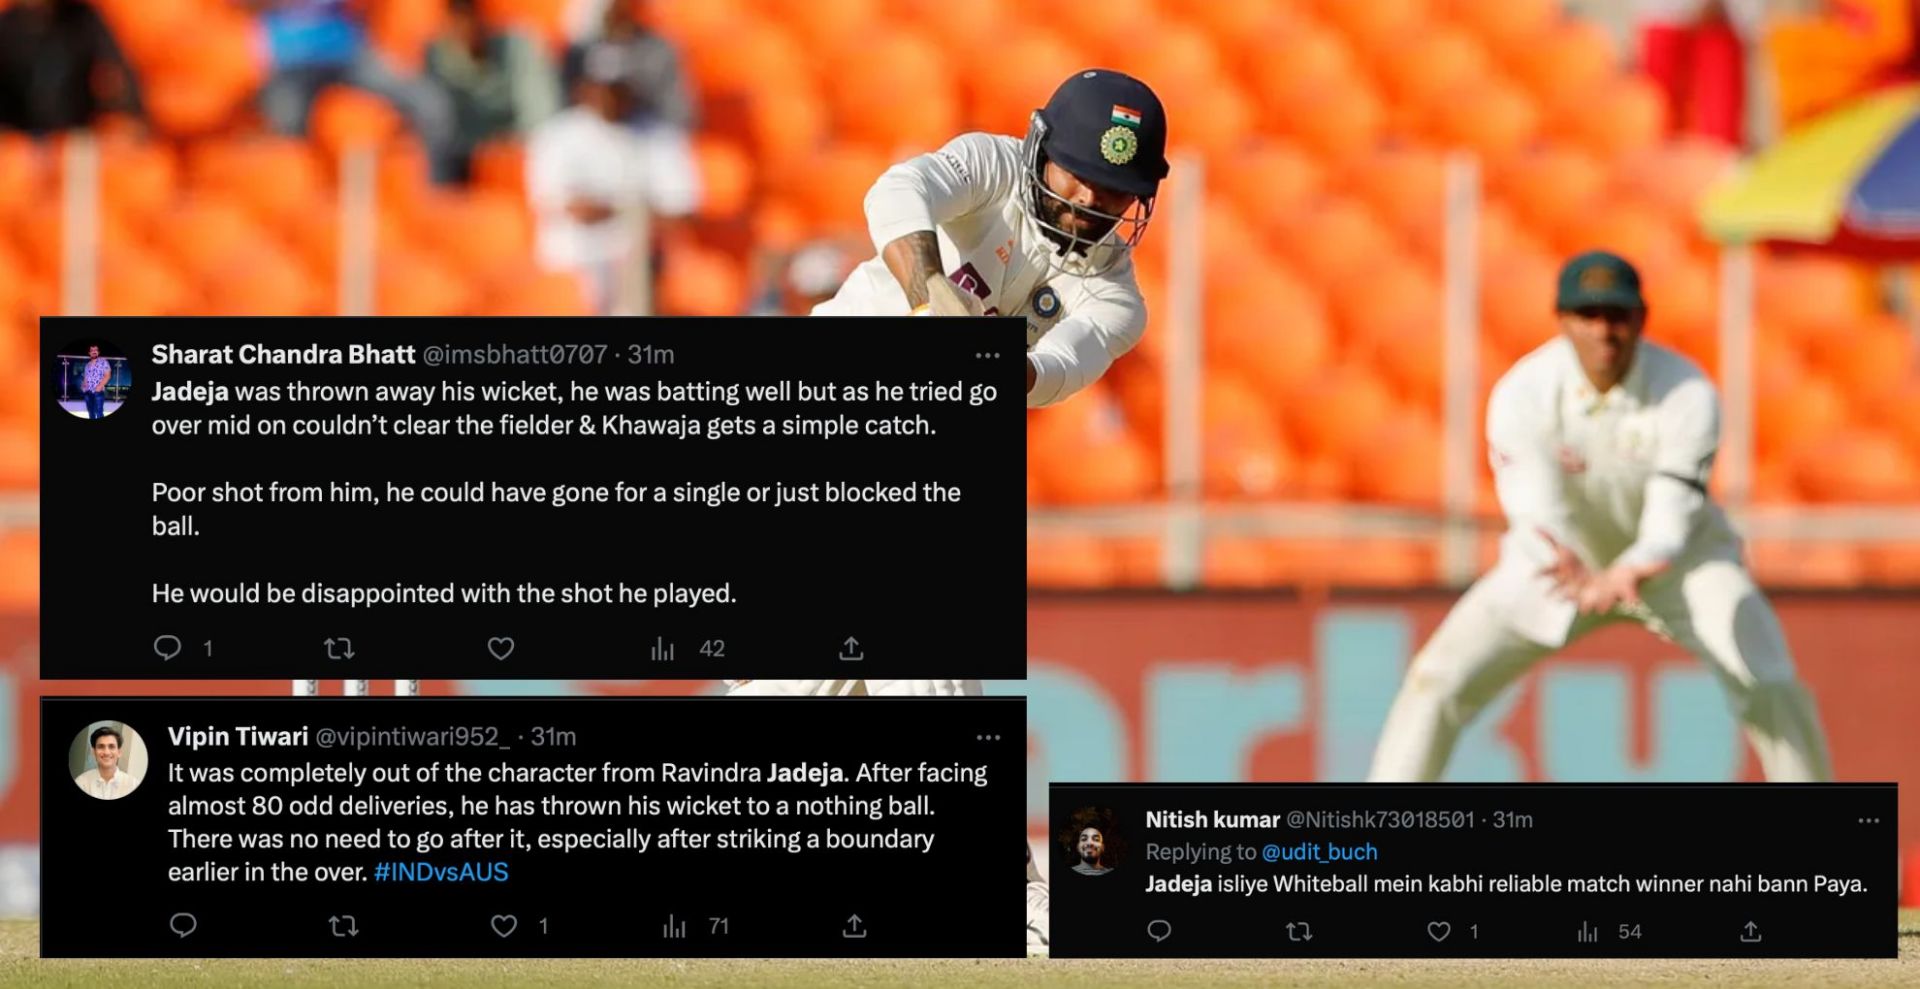 Sharat Chandra Bhatt @imsbhatt0707 · 31m
Jadeja was thrown away his wicket, he was batting well but as he tried go
over mid on couldn't clear the fielder & Khawaja gets a simple catch.
Poor shot from him, he could have gone for a single or just blocked the
ball.
He would be disappointed with the shot he played.
1 42
Vipin Tiwari @vipintiwari952_ · 31m
It was completely out of the character from Ravindra Jadeja. After facing
almost 80 odd deliveries, he has thrown his wicket to a nothing ball.
There was no need to go after it, especially after striking a boundary
earlier in the over. #INDvsAUS
1 71
Nitish kumar @Nitishk73018501 · 31m
Replying to @udit_buch
Jadeja isliye Whiteball mein kabhi reliable match winner nahi bann Paya.
1 54